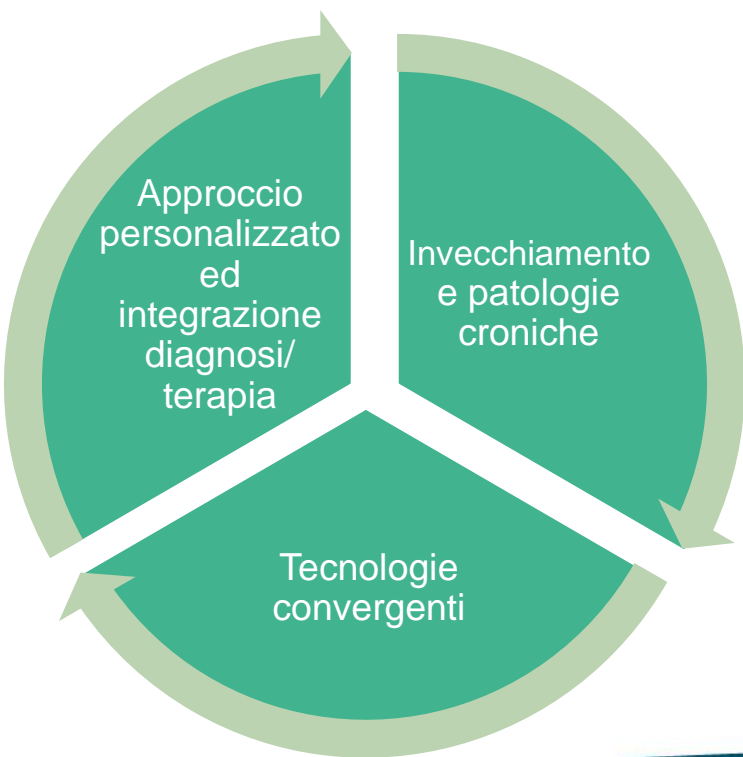 Approccio
personalizzato
ed
integrazione
diagnosi/
terapia
Invecchiamento
e patologie
croniche
Tecnologie
convergenti